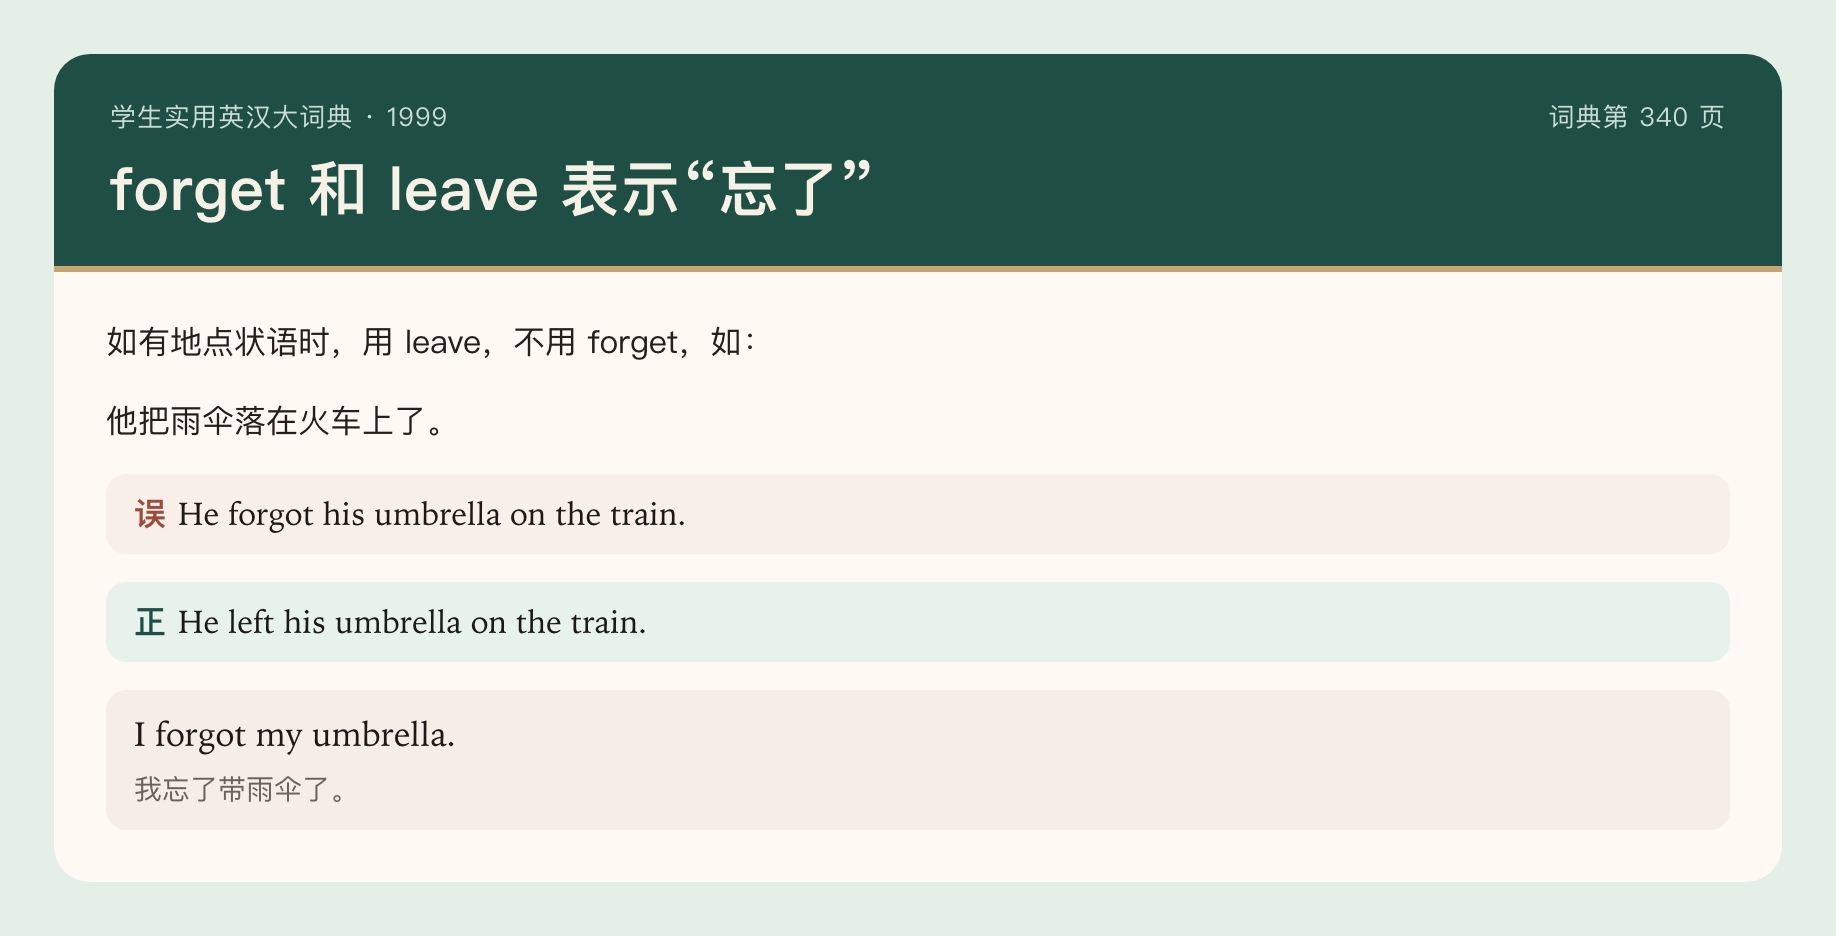 学生实用英汉大词典 · 1999
词典第 340 页
forget 和 leave 表示“忘了”
如有地点状语时，用 leave，不用 forget，如：
他把雨伞落在火车上了。
误 He forgot his umbrella on the train.
正 He left his umbrella on the train.
I forgot my umbrella.
我忘了带雨伞了。